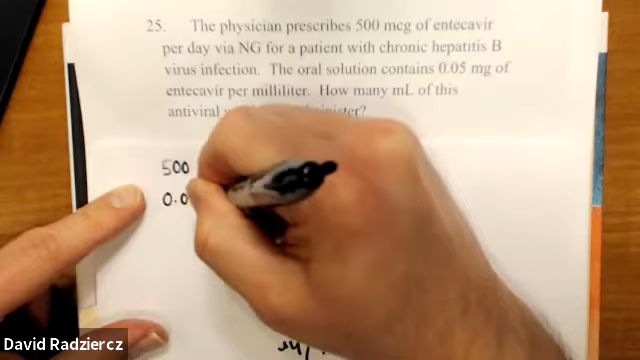 25. The physician prescribes 500 mcg of entecavir
per day via NG for a patient with chronic hepatitis B
virus infection. The oral solution contains 0.05 mg of
entecavir per milliliter. How many mL of this
antiviral
500
0.0
David Radziercz